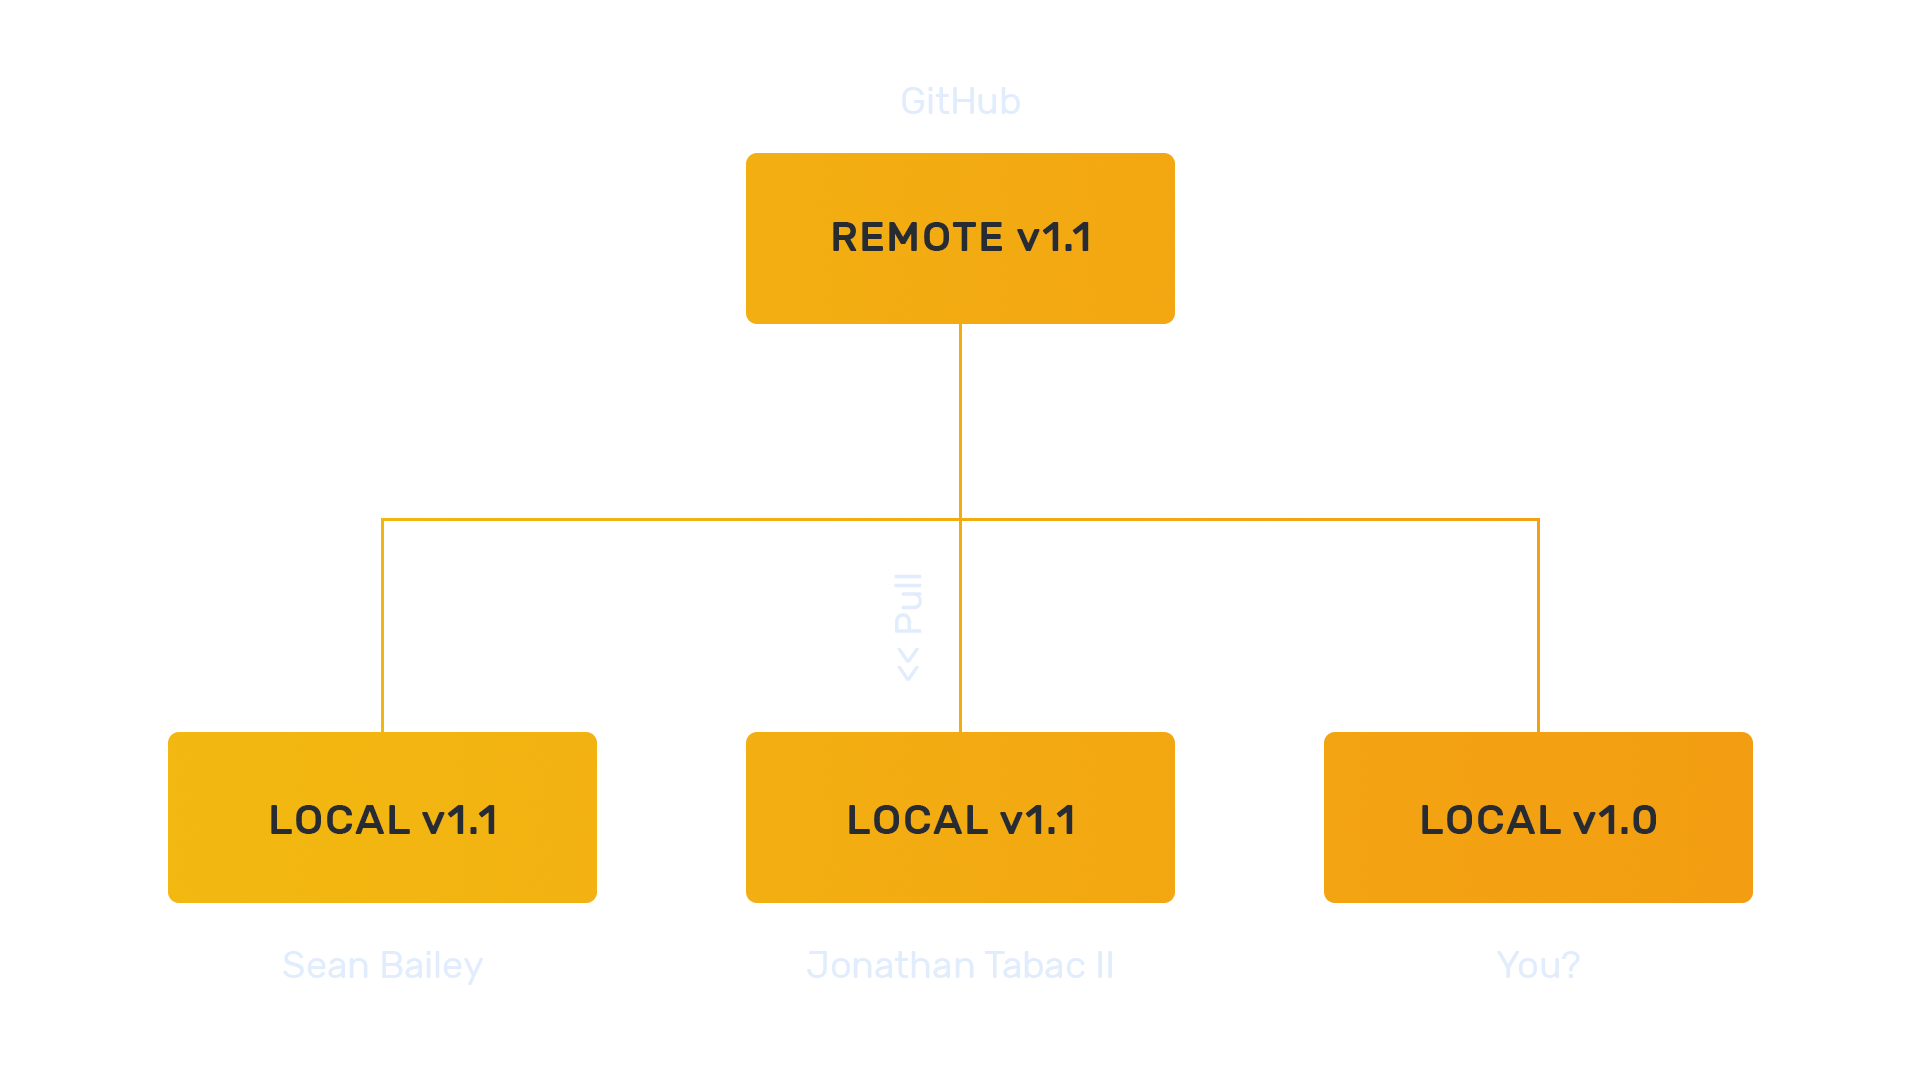 GitHub
REMOTE v1.1
<< Pull
LOCAL v1.1
LOCAL v1.1
LOCAL v1.0
Sean Bailey
Jonathan Tabac II
You?